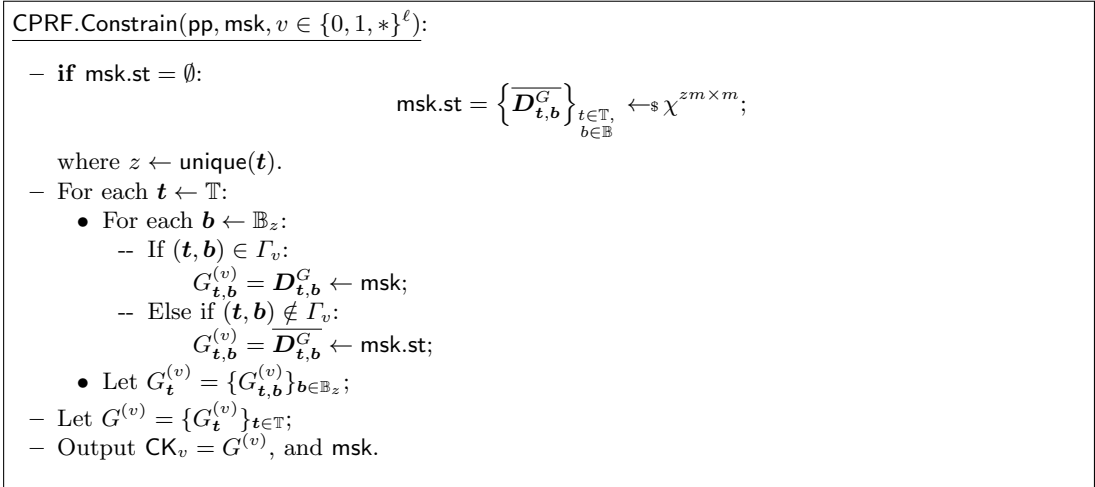 CPRF.Constrain(pp, msk, v ∈ {0, 1, ∗}^ℓ):
– if msk.st = ∅:
msk.st = { \overline{D^G_{t,b}} }_{t∈𝕋, b∈𝔹} ←$ χ^{zm×m};
where z ← unique(t).
– For each t ← 𝕋:
• For each b ← 𝔹_z:
-- If (t, b) ∈ Γ_v:
G^{(v)}_{t,b} = D^G_{t,b} ← msk;
-- Else if (t, b) ∉ Γ_v:
G^{(v)}_{t,b} = \overline{D^G_{t,b}} ← msk.st;
• Let G^{(v)}_t = {G^{(v)}_{t,b}}_{b∈𝔹_z};
– Let G^{(v)} = {G^{(v)}_t}_{t∈𝕋};
– Output CK_v = G^{(v)}, and msk.